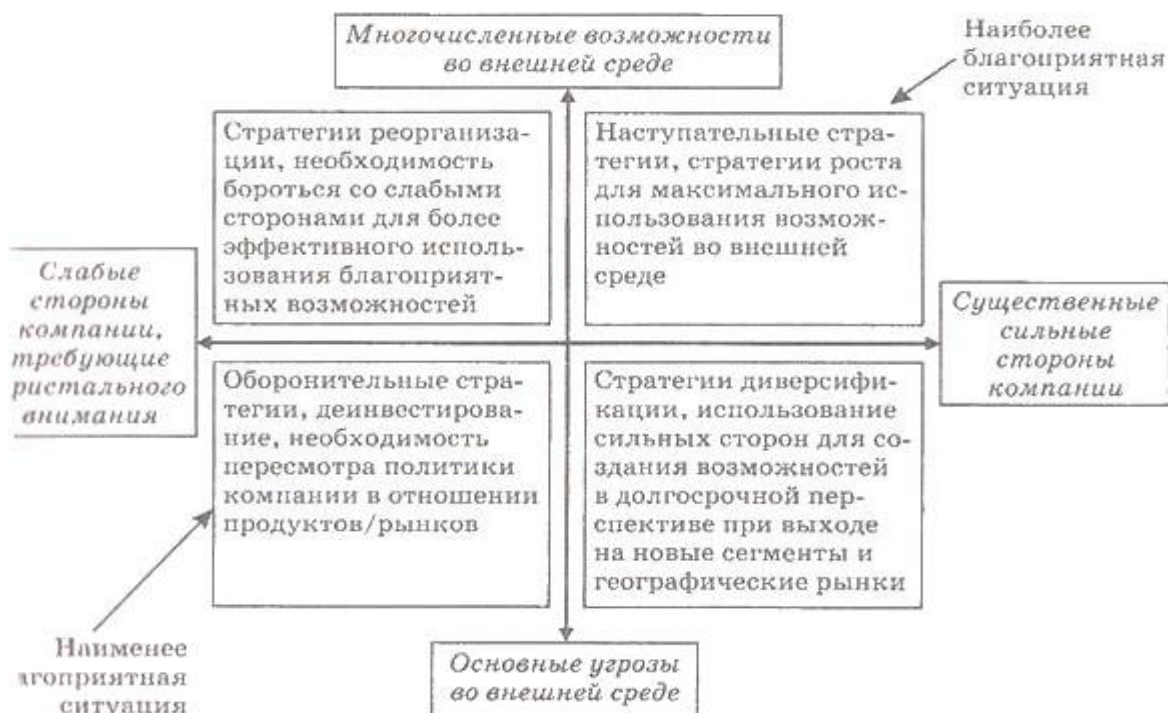 Многочисленные возможности
во внешней среде
Наиболее
благоприятная
ситуация
Стратегии реорганиза-
ции, необходимость
бороться со слабыми
сторонами для более
эффективного исполь-
зования благоприят-
ных возможностей
Наступательные стра-
тегии, стратегии роста
для максимального ис-
пользования возмож-
ностей во внешней
среде
Слабые
стороны
компании,
требующие
ристального
внимания
Существенные
сильные
стороны
компании
Оборонительные стра-
тегии, деинвестирова-
ние, необходимость
пересмотра политики
компании в отношении
продуктов/рынков
Стратегии диверсифи-
кации, использование
сильных сторон для со-
здания возможностей
в долгосрочной пер-
спективе при выходе
на новые сегменты и
географические рынки
Наименее
агоприятная
ситуация
Основные угрозы
во внешней среде